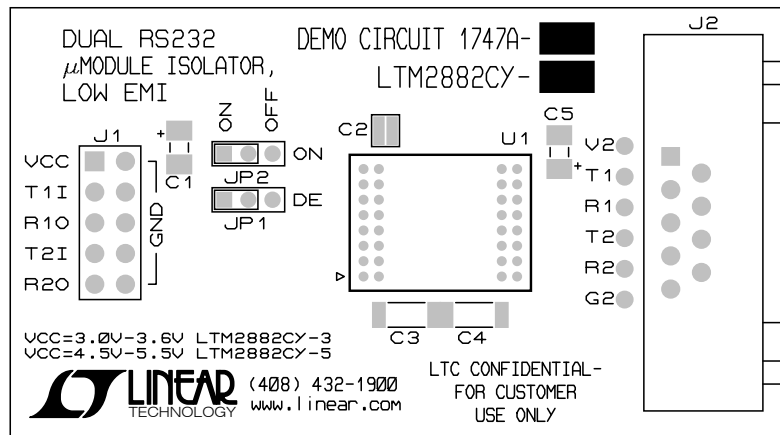 DUAL RS232
μMODULE ISOLATOR,
LOW EMI
DEMO CIRCUIT 1747A-
LTM2882CY-
J2
ON
OFF
J1
VCC
T1I
R1O
T2I
R2O
GND
+
C1
JP2
ON
JP1
DE
C2
U1
C5
+
V2
T1
R1
T2
R2
G2
C3
C4
VCC=3.0V-3.6V LTM2882CY-3
VCC=4.5V-5.5V LTM2882CY-5
LINEAR
TECHNOLOGY
(408) 432-1900
www.linear.com
LTC CONFIDENTIAL-
FOR CUSTOMER
USE ONLY